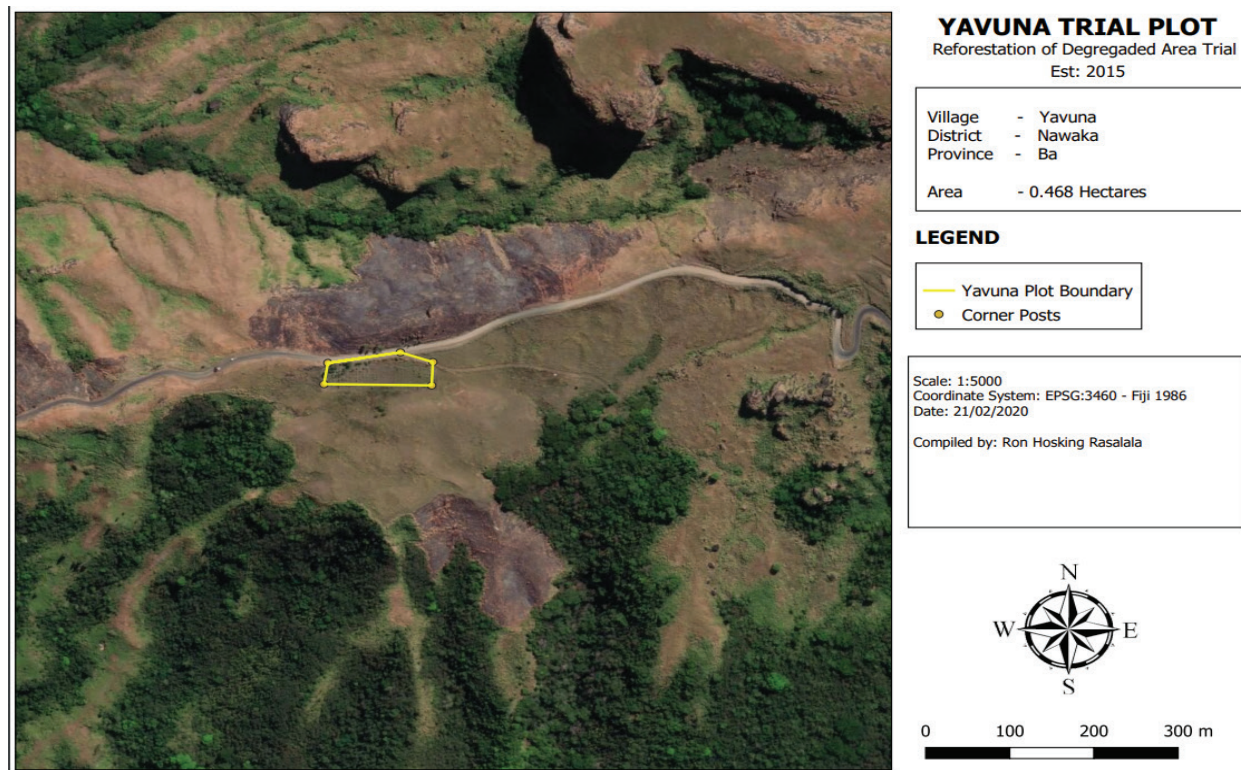 YAVUNA TRIAL PLOT
Reforestation of Degregaded Area Trial
Est: 2015
Village - Yavuna
District - Nawaka
Province - Ba
Area - 0.468 Hectares
LEGEND
Yavuna Plot Boundary
Corner Posts
Scale: 1:5000
Coordinate System: EPSG:3460 - Fiji 1986
Date: 21/02/2020
Compiled by: Ron Hosking Rasalala
N
W E
S
0 100 200 300 m